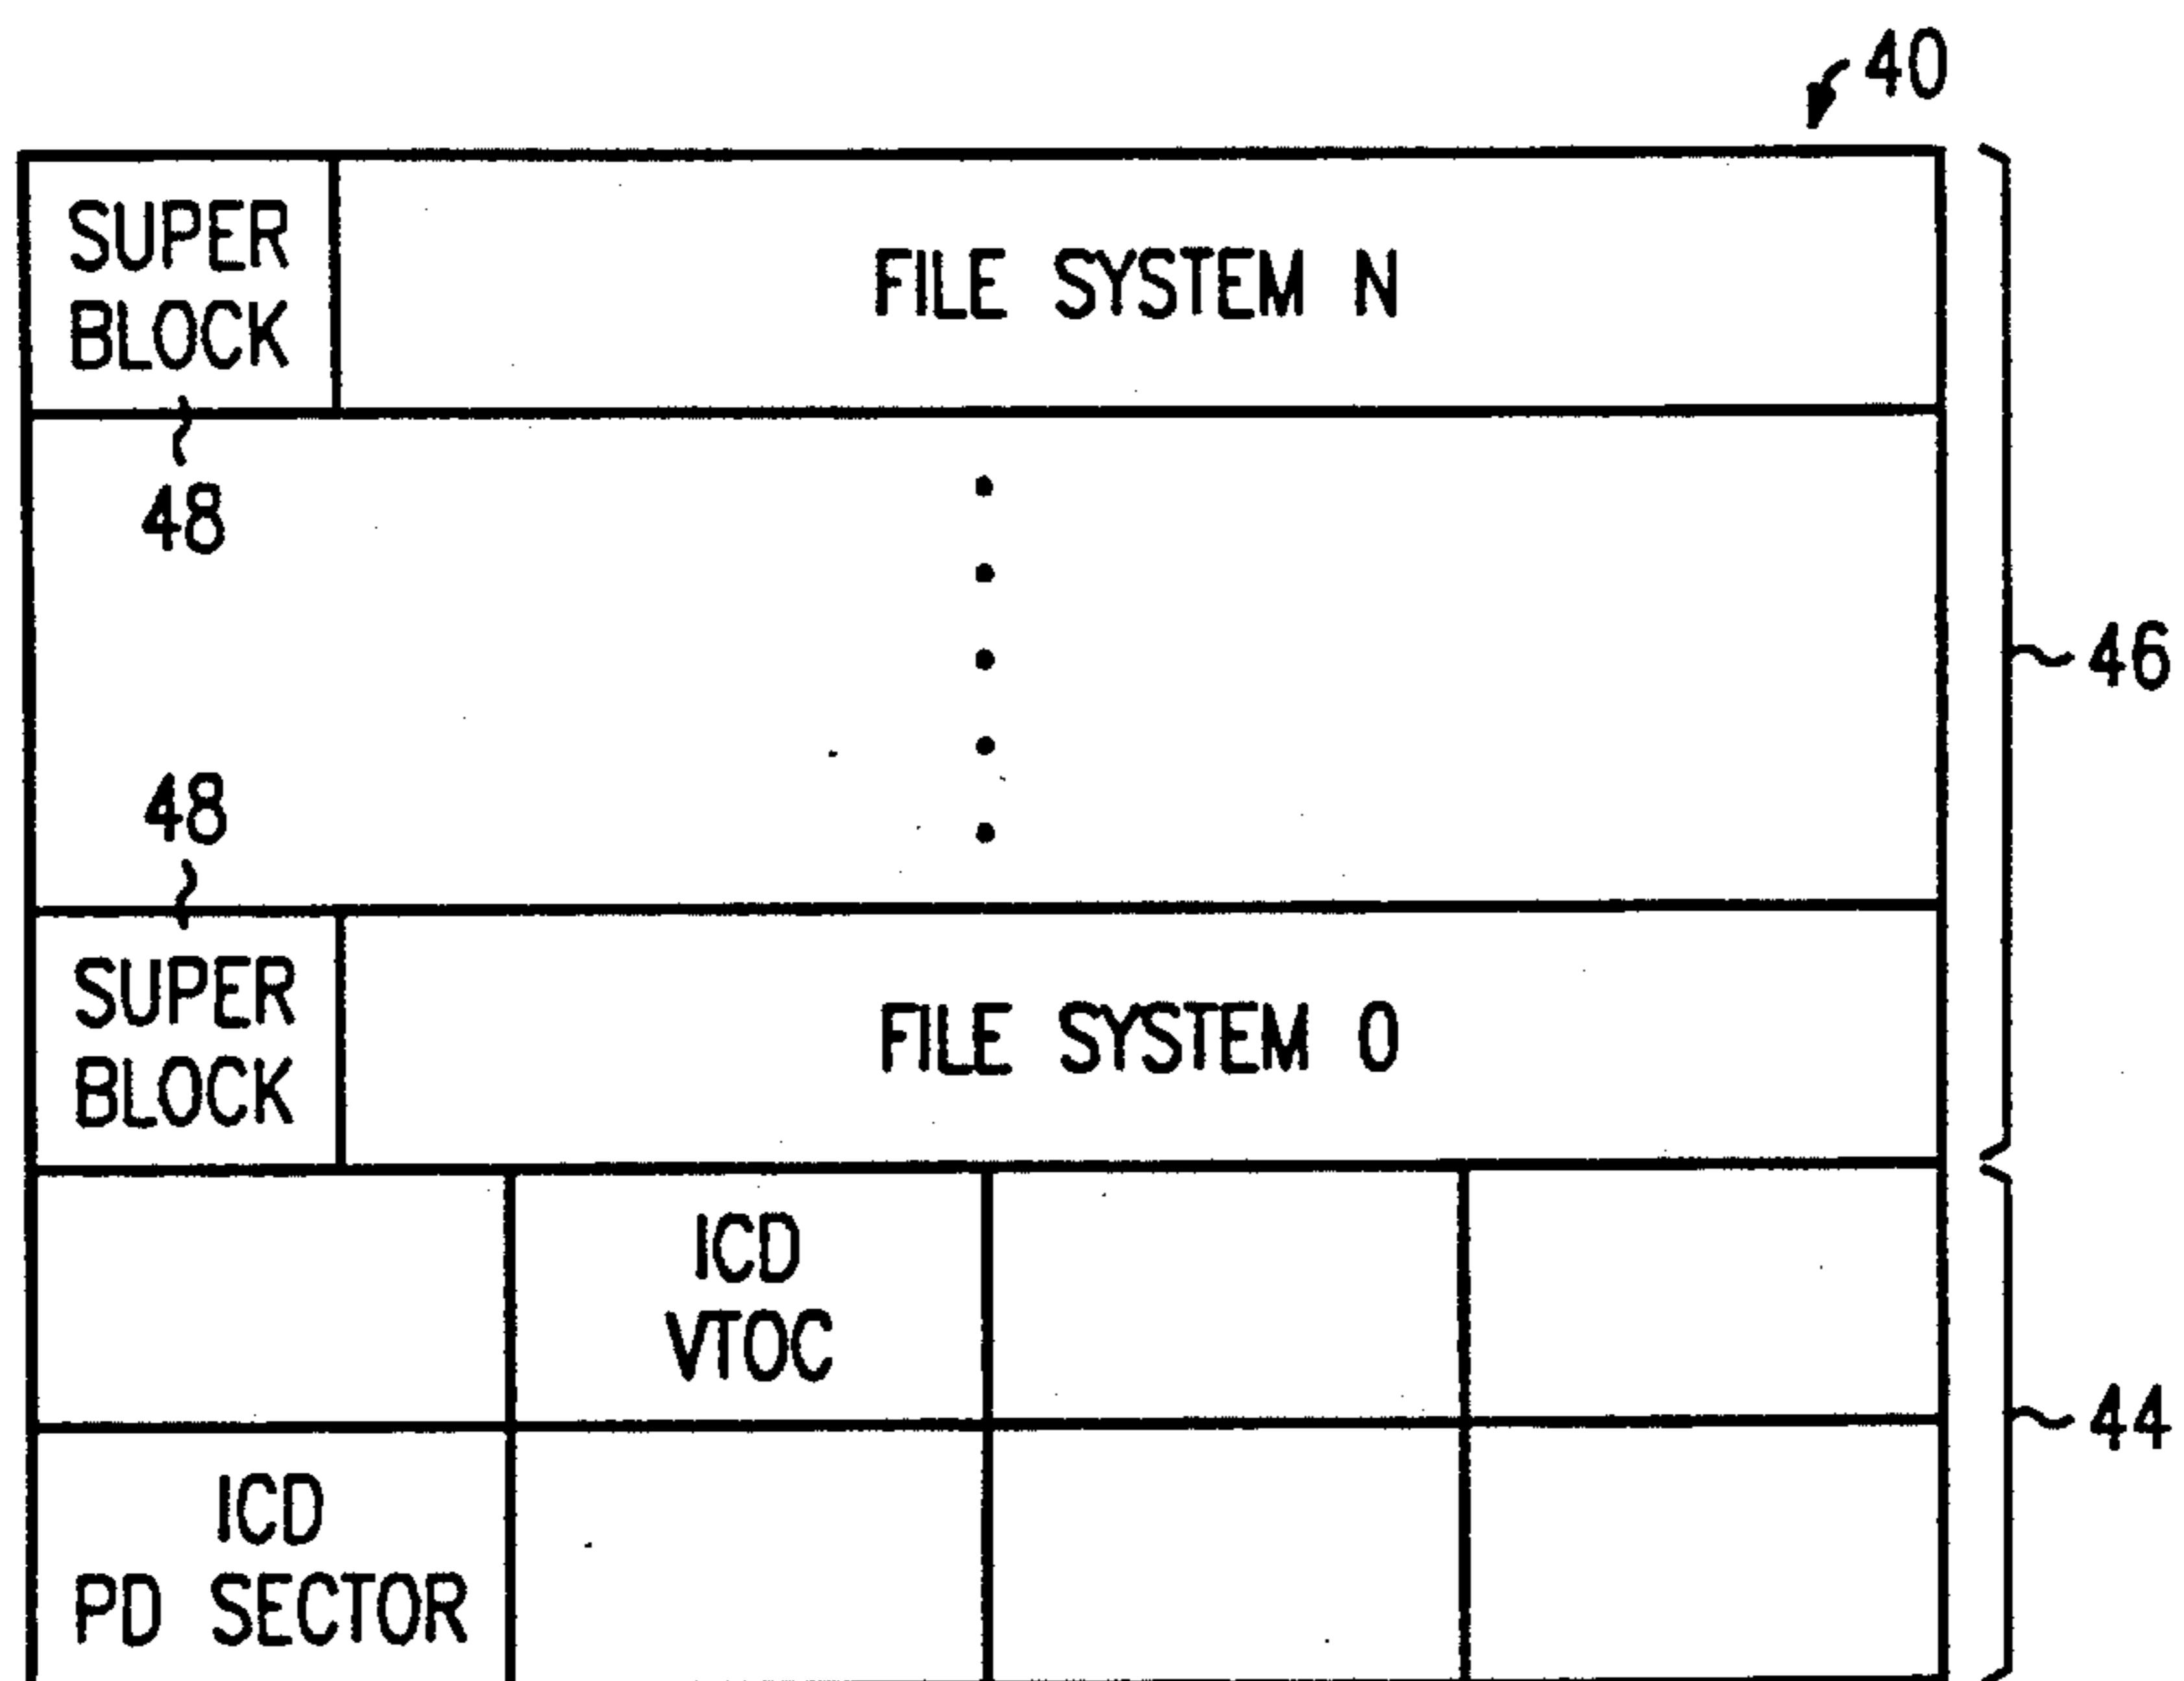 40
SUPER
BLOCK
FILE SYSTEM N
48
46
48
SUPER
BLOCK
FILE SYSTEM 0
ICD
VTOC
44
ICD
PD SECTOR